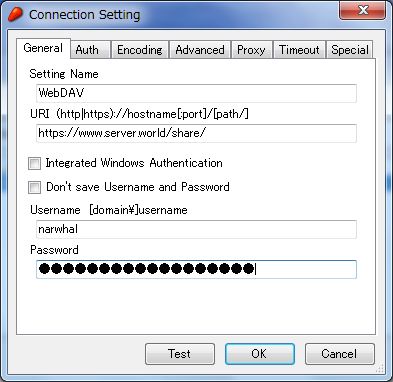 Connection Setting
General Auth Encoding Advanced Proxy Timeout Special
Setting Name
WebDAV
URI (http|https)://hostname[:port]/[path/]
https://www.server.world/share/
Integrated Windows Authentication
Don't save Username and Password
Username [domain¥]username
narwhal
Password
●●●●●●●●●●●●●●●●●●
Test OK Cancel